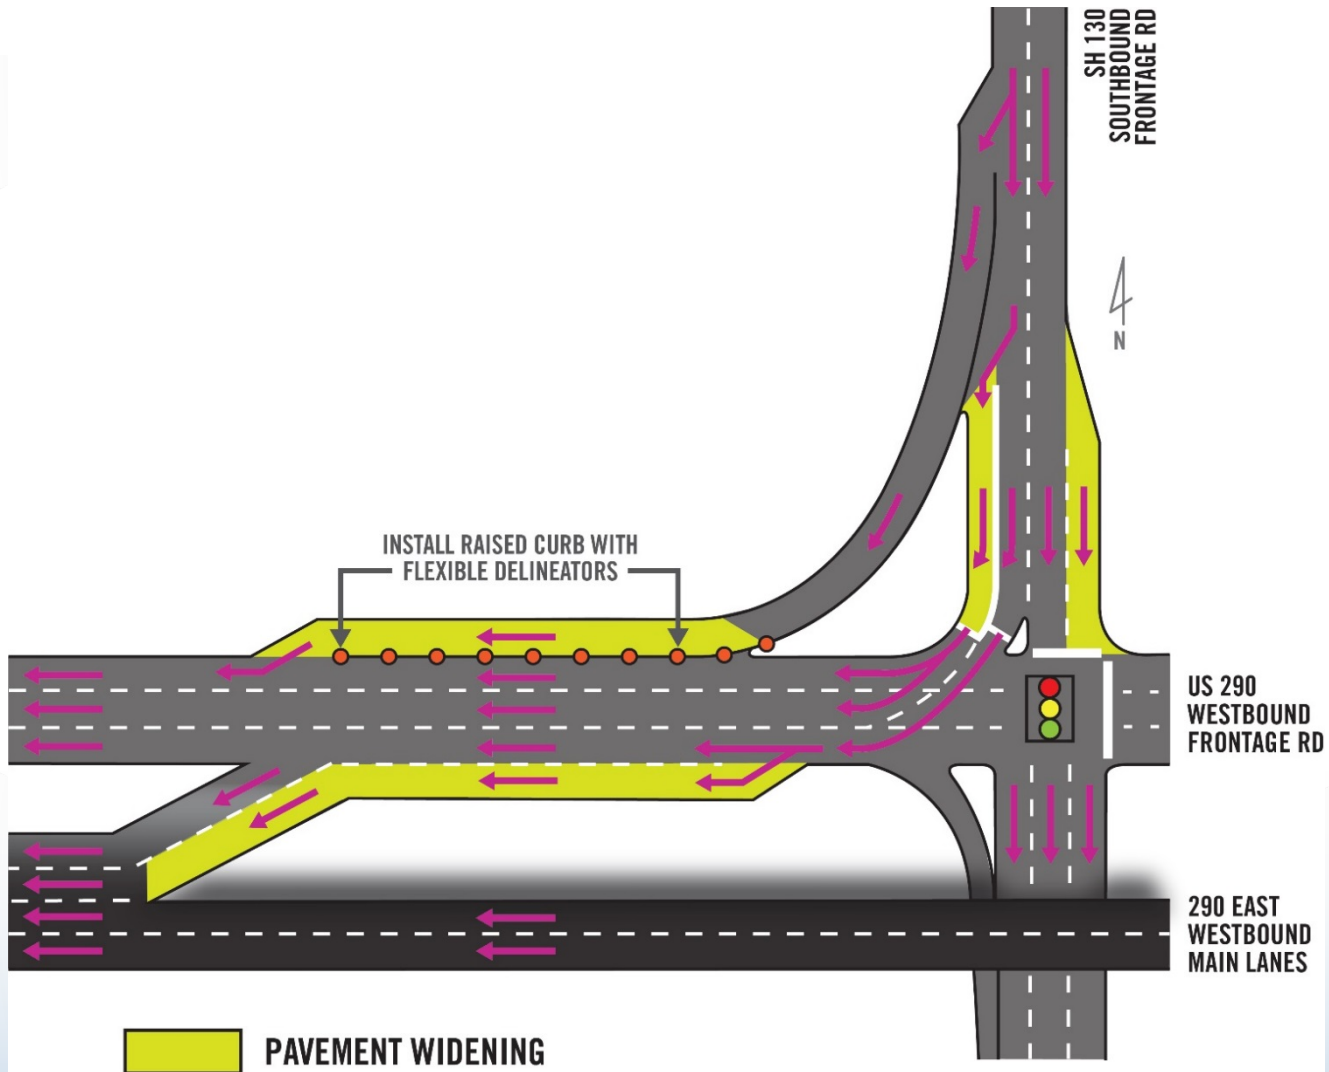 SH 130
SOUTHBOUND
FRONTAGE RD
N
INSTALL RAISED CURB WITH
FLEXIBLE DELINEATORS
US 290
WESTBOUND
FRONTAGE RD
290 EAST
WESTBOUND
MAIN LANES
PAVEMENT WIDENING